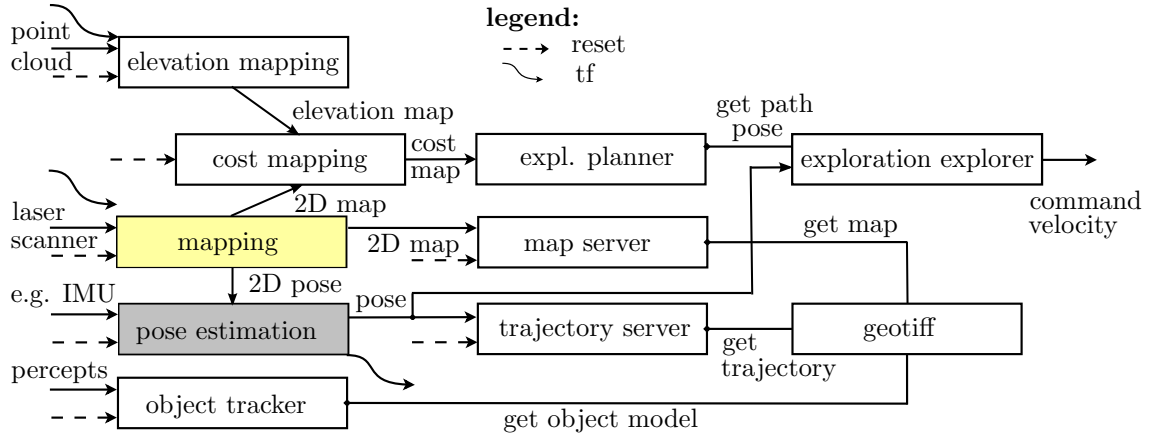 legend:
reset
tf
point
cloud
elevation mapping
elevation map
get path
pose
cost mapping
cost
map
expl. planner
exploration explorer
command
velocity
2D map
laser
scanner
mapping
2D map
map server
get map
2D pose
e.g. IMU
pose estimation
pose
trajectory server
get
trajectory
geotiff
percepts
object tracker
get object model